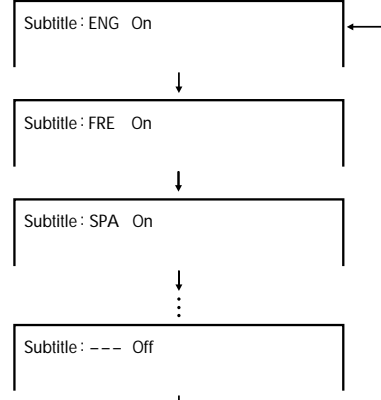 Subtitle : ENG On
Subtitle : FRE On
Subtitle : SPA On
Subtitle : --- Off